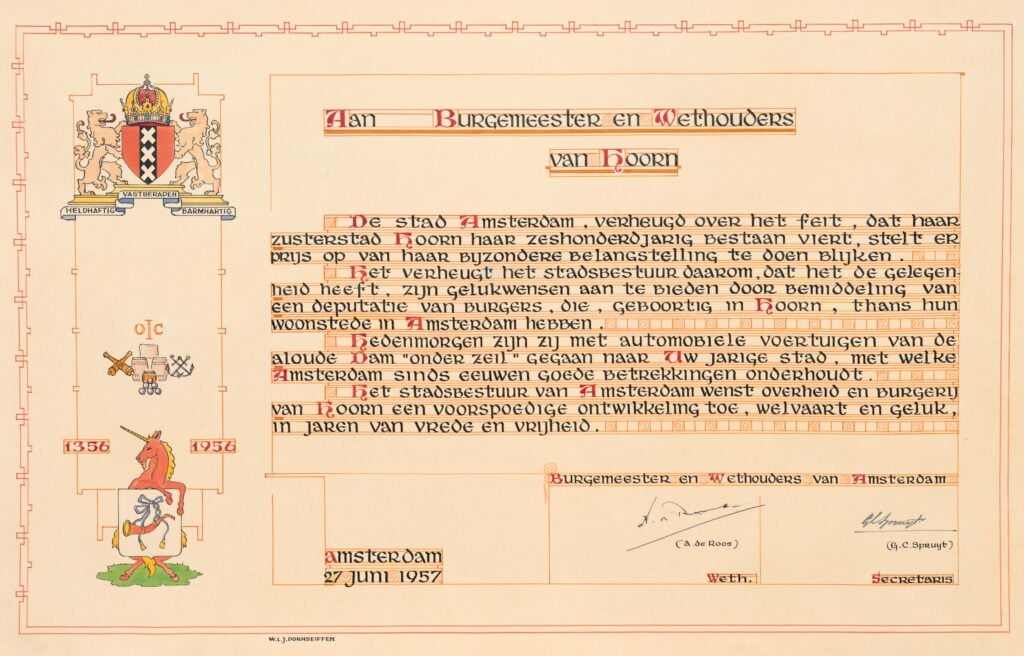 Aan Burgemeester en Wethouders
van Hoorn
VASTBERADEN
HELDHAFTIG BARMHARTIG
De stad Amsterdam, verheugd over het feit, dat haar
zusterstad Hoorn haar zeshonderdjarig bestaan viert, stelt er
prijs op van haar bijzondere belangstelling te doen blijken.
Het verheugt het stadsbestuur daarom, dat het de gelegen-
heid heeft, zijn gelukwensen aan te bieden door bemiddeling van
een deputatie van burgers, die, geboortig in Hoorn, thans hun
woonstede in Amsterdam hebben.
Hedenmorgen zijn zij met automobiele voertuigen van de
aloude Dam "onder zeil" gegaan naar Uw jarige stad, met welke
Amsterdam sinds eeuwen goede betrekkingen onderhoudt.
Het stadsbestuur van Amsterdam wenst overheid en burgerij
van Hoorn een voorspoedige ontwikkeling toe, welvaart en geluk,
in jaren van vrede en vrijheid.
OIC
1356 1956
Burgemeester en Wethouders van Amsterdam
GCSpruyt
(A. de Roos) (G.C. Spruyt)
Weth. Secretaris
Amsterdam
27 Juni 1957
W.L.J. DORNSEIFFEN